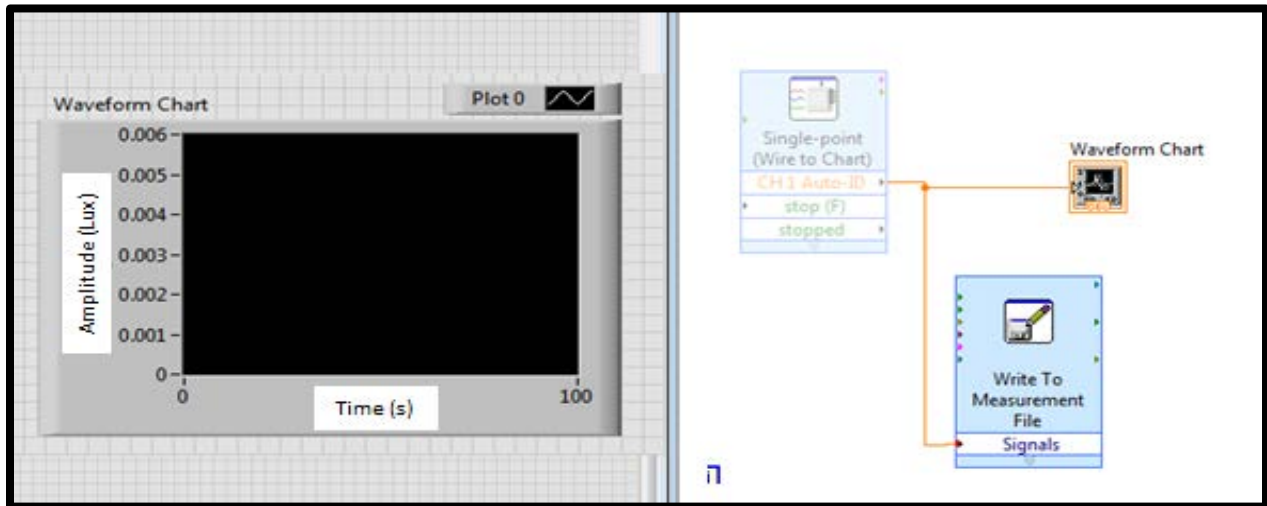 Waveform Chart
Plot 0
0.006
0.005
0.004
0.003
0.002
0.001
0
Amplitude (Lux)
0
100
Time (s)
Single-point
(Wire to Chart)
CH 1 Auto-ID
stop (F)
stopped
Waveform Chart
Write To
Measurement
File
Signals
ה